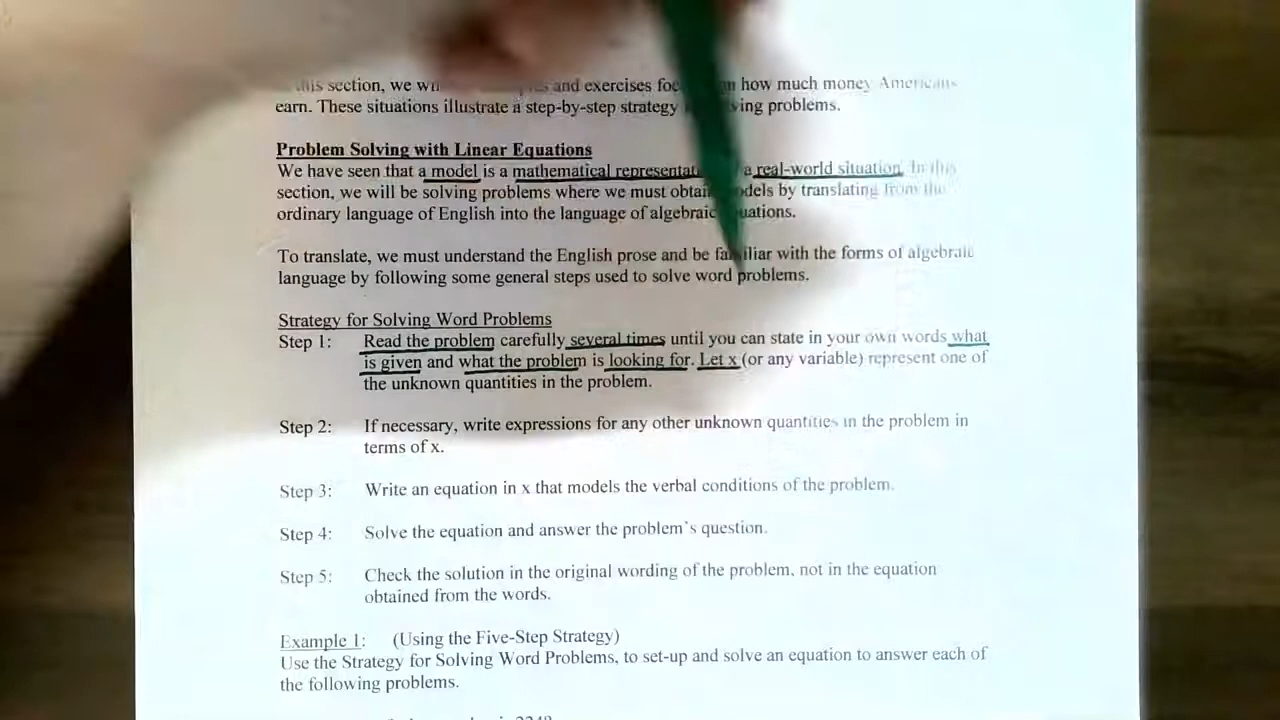 section, we and exercises how much money Americans
earn. These situations illustrate a step-by-step strategy problems.
Problem Solving with Linear Equations
We have seen that a model is a mathematical a real-world situation. In this
section, we will be solving problems where we must obtain models by translating from the
ordinary language of English into the language of algebraic equations.
To translate, we must understand the English prose and be familiar with the forms of algebraic
language by following some general steps used to solve word problems.
Strategy for Solving Word Problems
Step 1: Read the problem carefully several times until you can state in your own words what
is given and what the problem is looking for. Let x (or any variable) represent one of
the unknown quantities in the problem.
Step 2: If necessary, write expressions for any other unknown quantities in the problem in
terms of x.
Step 3: Write an equation in x that models the verbal conditions of the problem.
Step 4: Solve the equation and answer the problem's question.
Step 5: Check the solution in the original wording of the problem, not in the equation
obtained from the words.
Example 1: (Using the Five-Step Strategy)
Use the Strategy for Solving Word Problems, to set-up and solve an equation to answer each of
the following problems.